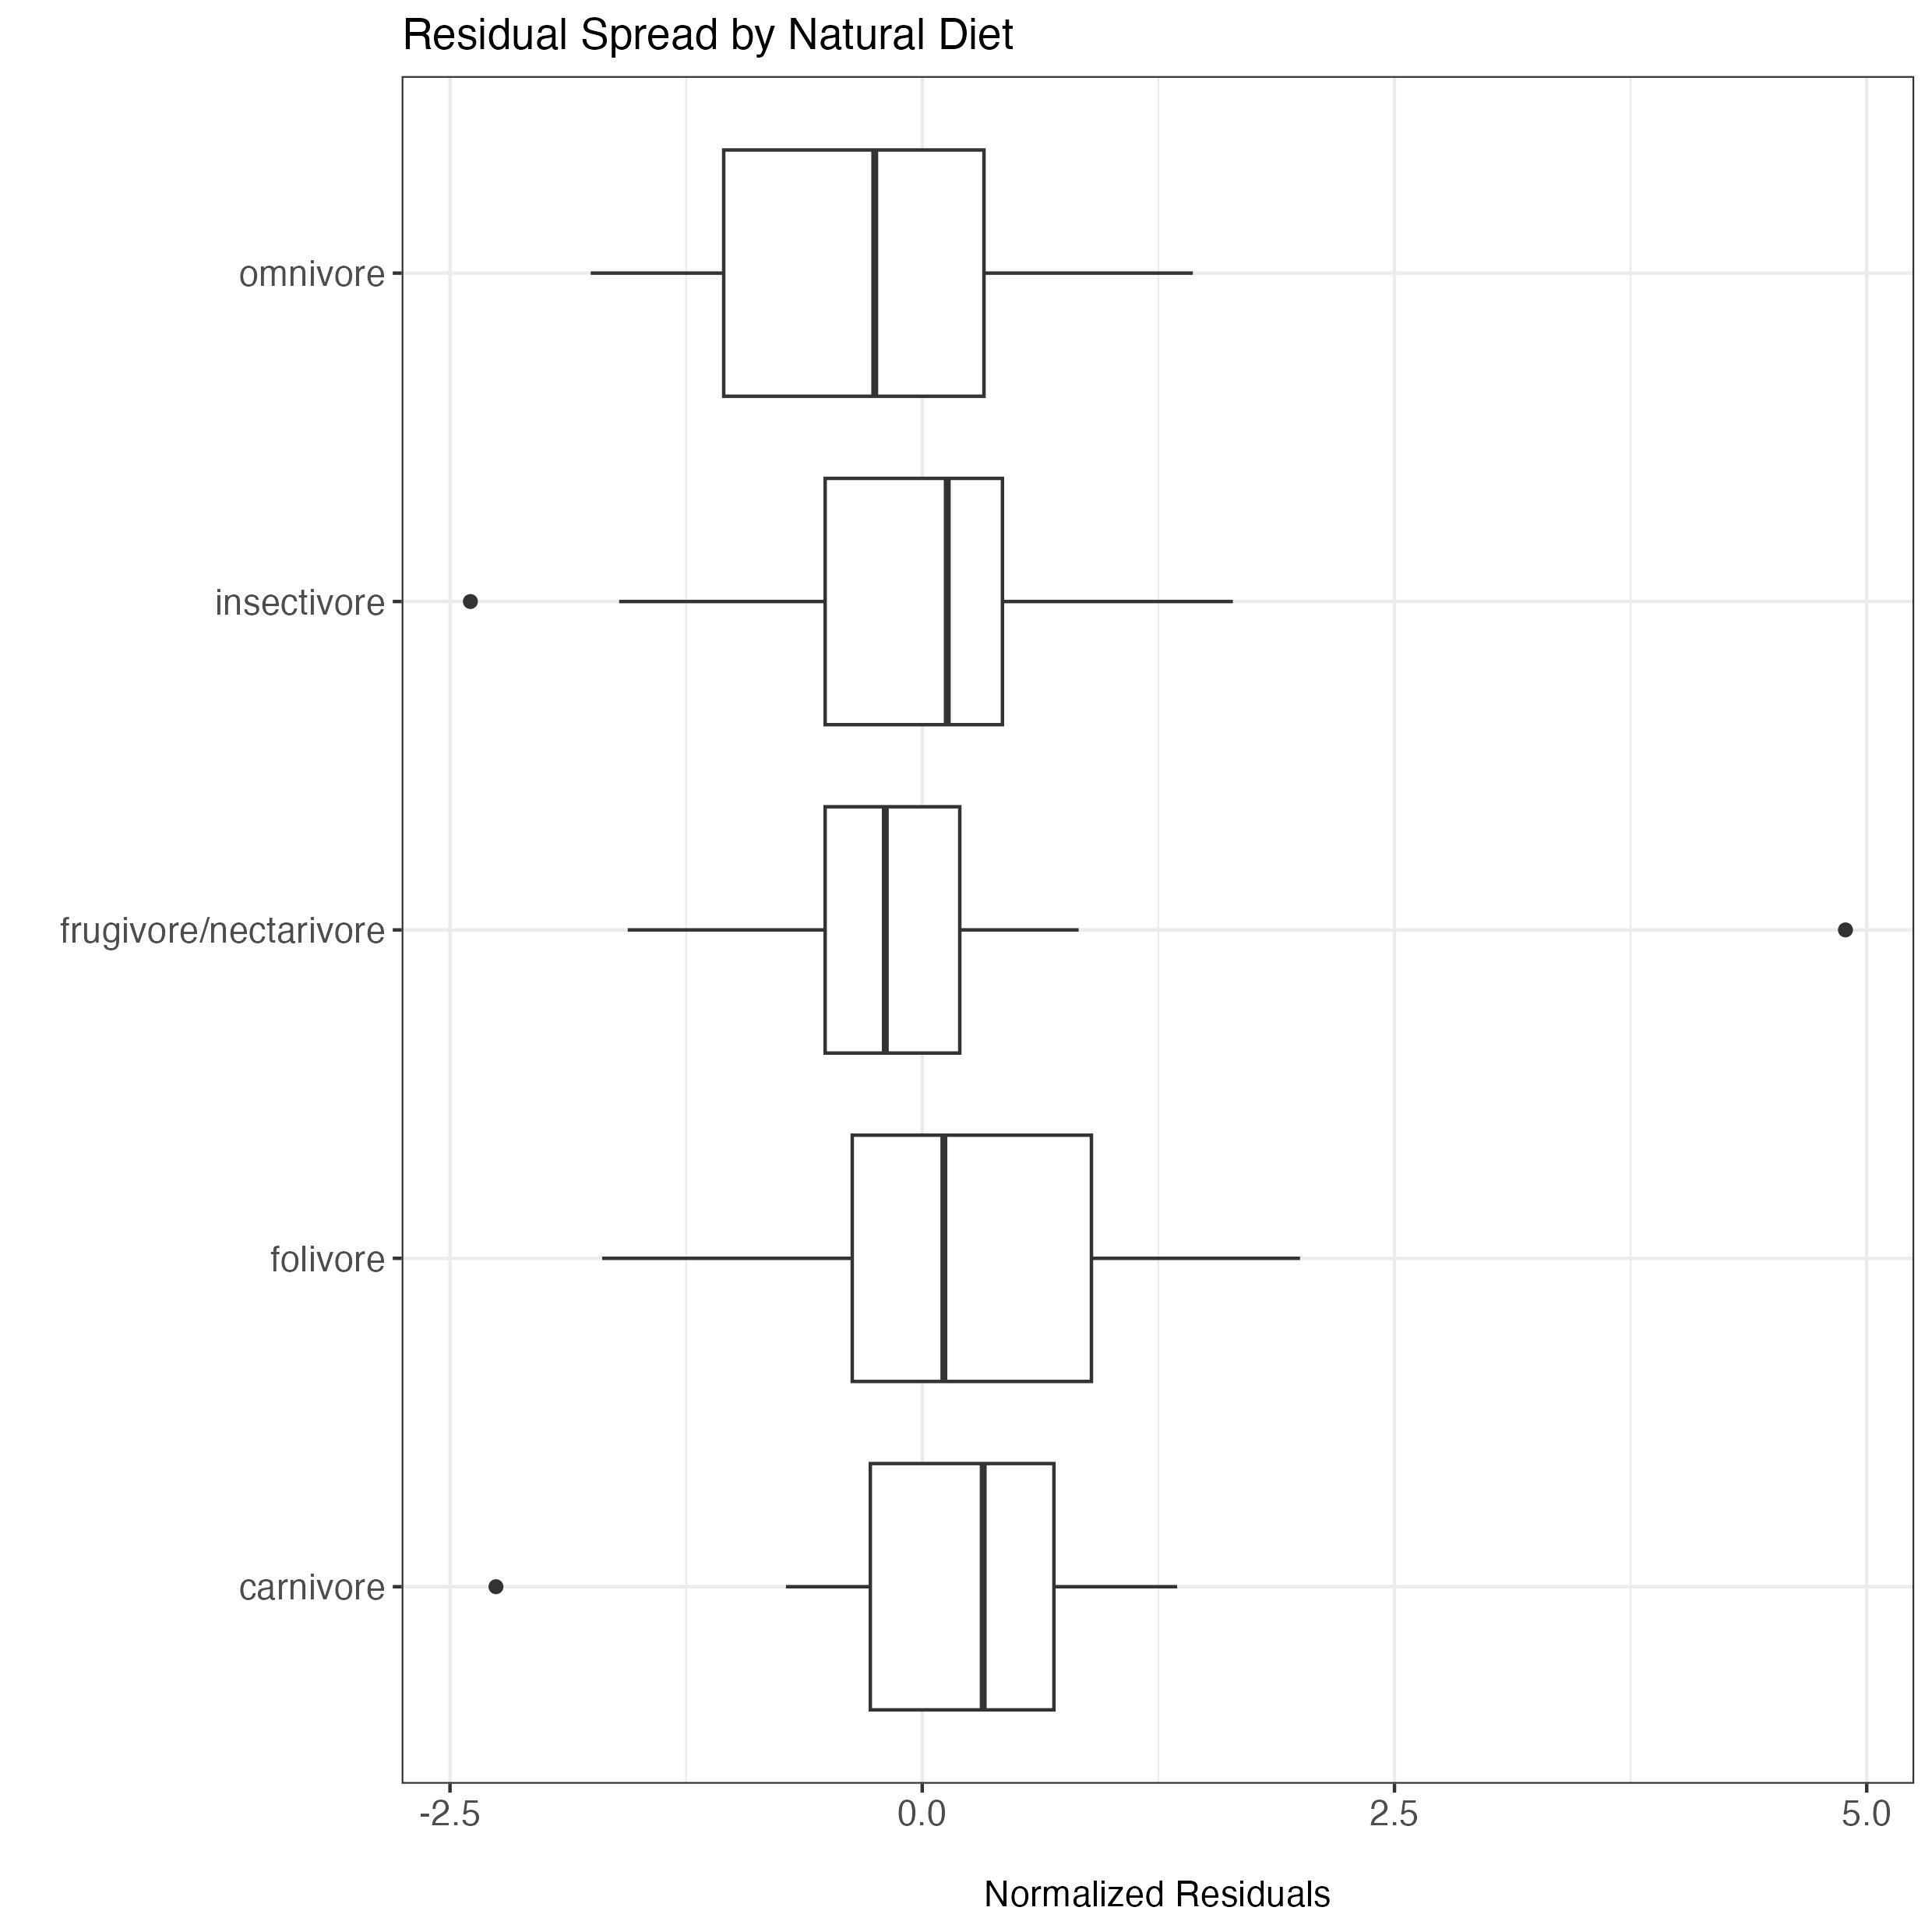 Residual Spread by Natural Diet
omnivore
insectivore
frugivore/nectarivore
folivore
carnivore
-2.5 0.0 2.5 5.0
Normalized Residuals